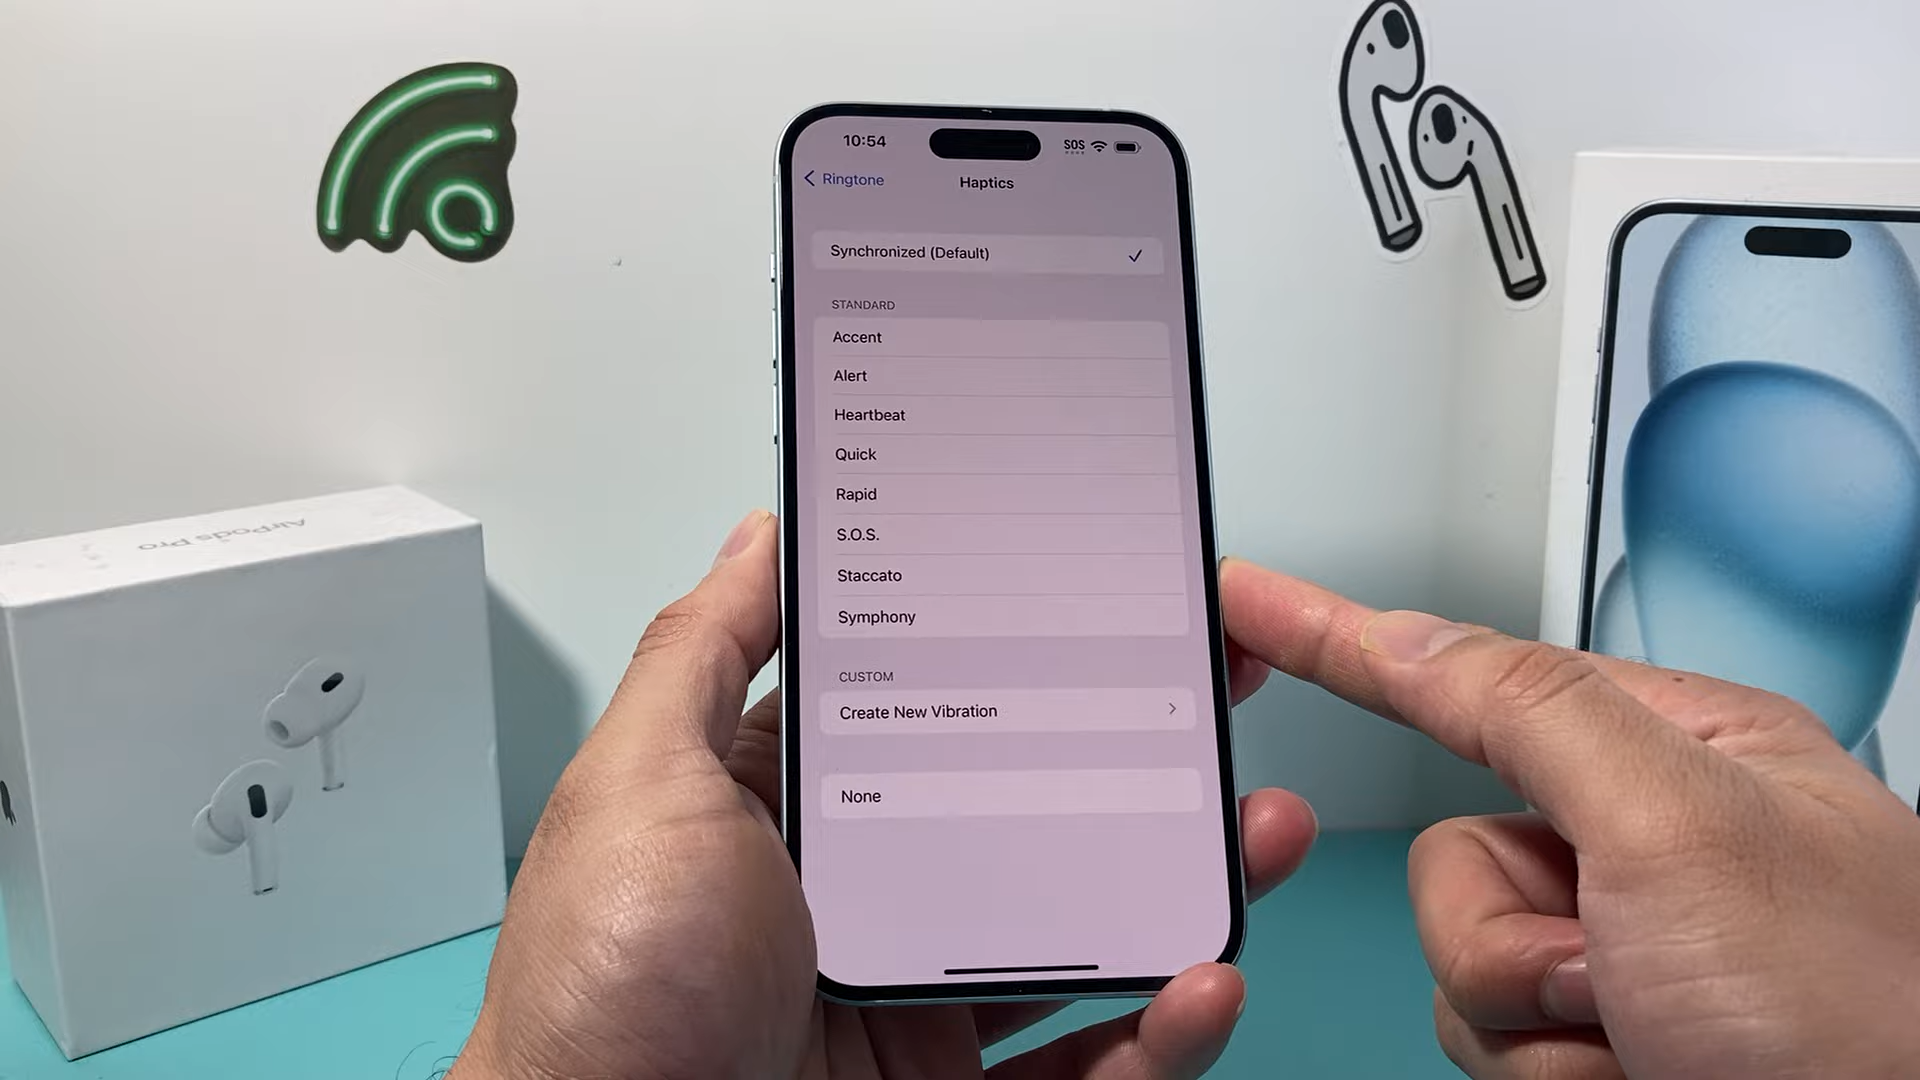 10:54
SOS
Ringtone
Haptics
Synchronized (Default)
STANDARD
Accent
Alert
Heartbeat
Quick
Rapid
S.O.S.
Staccato
Symphony
CUSTOM
Create New Vibration
None
AirPods Pro